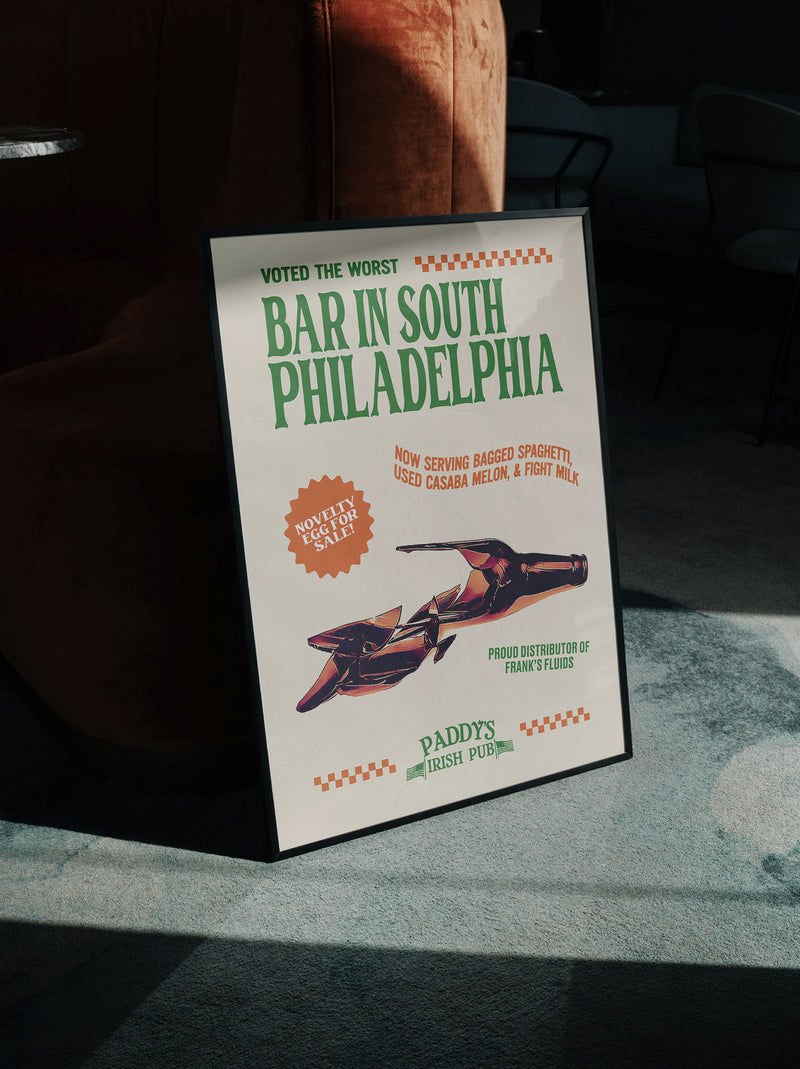 VOTED THE WORST
BAR IN SOUTH
PHILADELPHIA
NOW SERVING BAGGED SPAGHETTI,
USED CASABA MELON, & FIGHT MILK
NOVELTY
EGG FOR
SALE!
PROUD DISTRIBUTOR OF
FRANK'S FLUIDS
PADDY'S
IRISH PUB